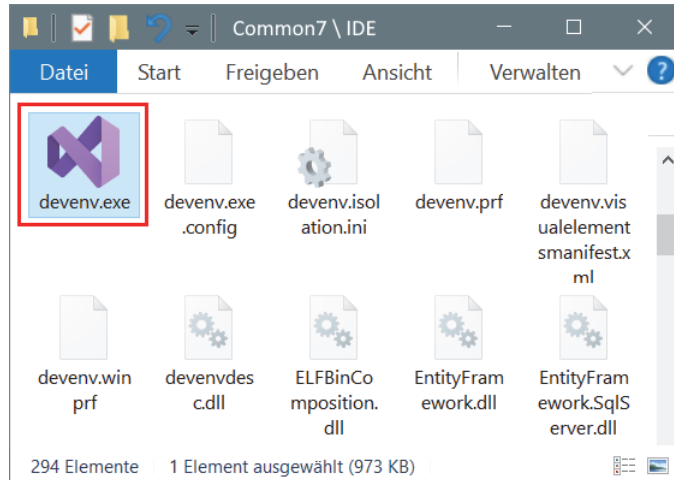 Common7 \ IDE
Datei Start Freigeben Ansicht Verwalten
devenv.exe
devenv.exe
.config
devenv.isol
ation.ini
devenv.prf
devenv.vis
ualelement
smanifest.x
ml
devenv.win
prf
devenvdes
c.dll
ELFBinCo
mposition.
dll
EntityFram
ework.dll
EntityFram
ework.SqlS
erver.dll
294 Elemente 1 Element ausgewählt (973 KB)